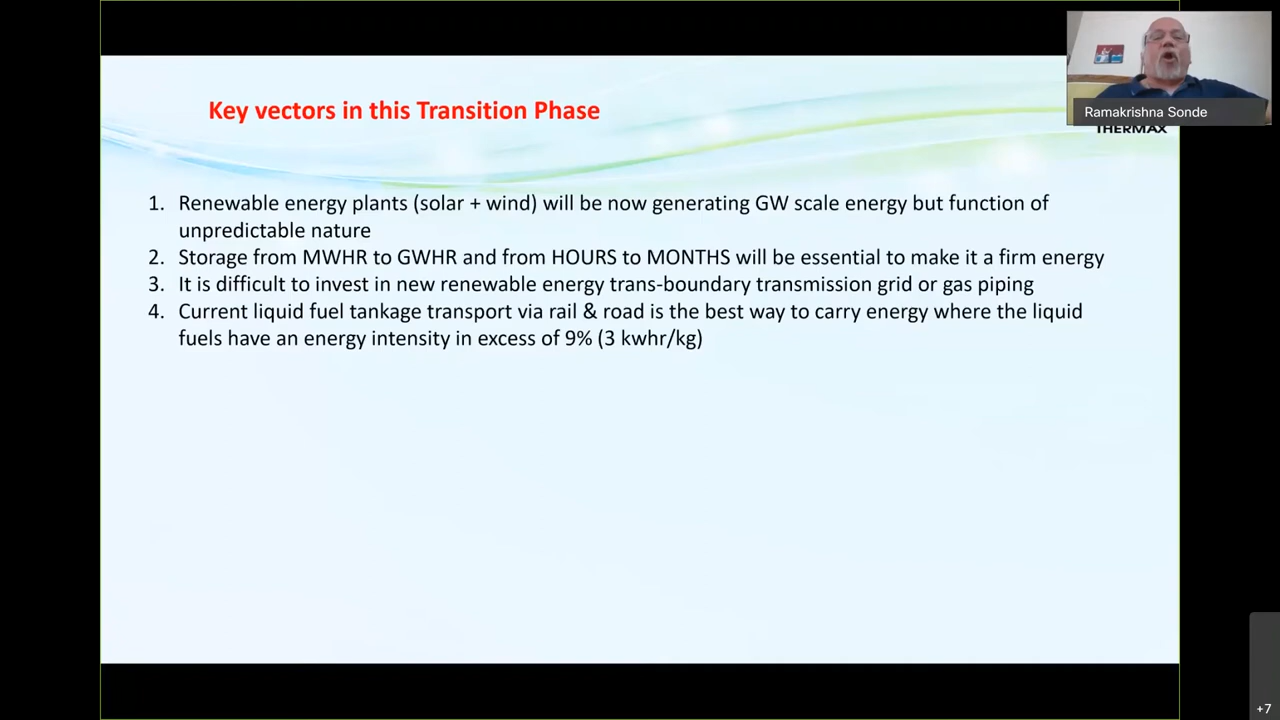 Key vectors in this Transition Phase
Ramakrishna Sonde
THERMAX
1. Renewable energy plants (solar + wind) will be now generating GW scale energy but function of
unpredictable nature
2. Storage from MWHR to GWHR and from HOURS to MONTHS will be essential to make it a firm energy
3. It is difficult to invest in new renewable energy trans-boundary transmission grid or gas piping
4. Current liquid fuel tankage transport via rail & road is the best way to carry energy where the liquid
fuels have an energy intensity in excess of 9% (3 kwhr/kg)
+7